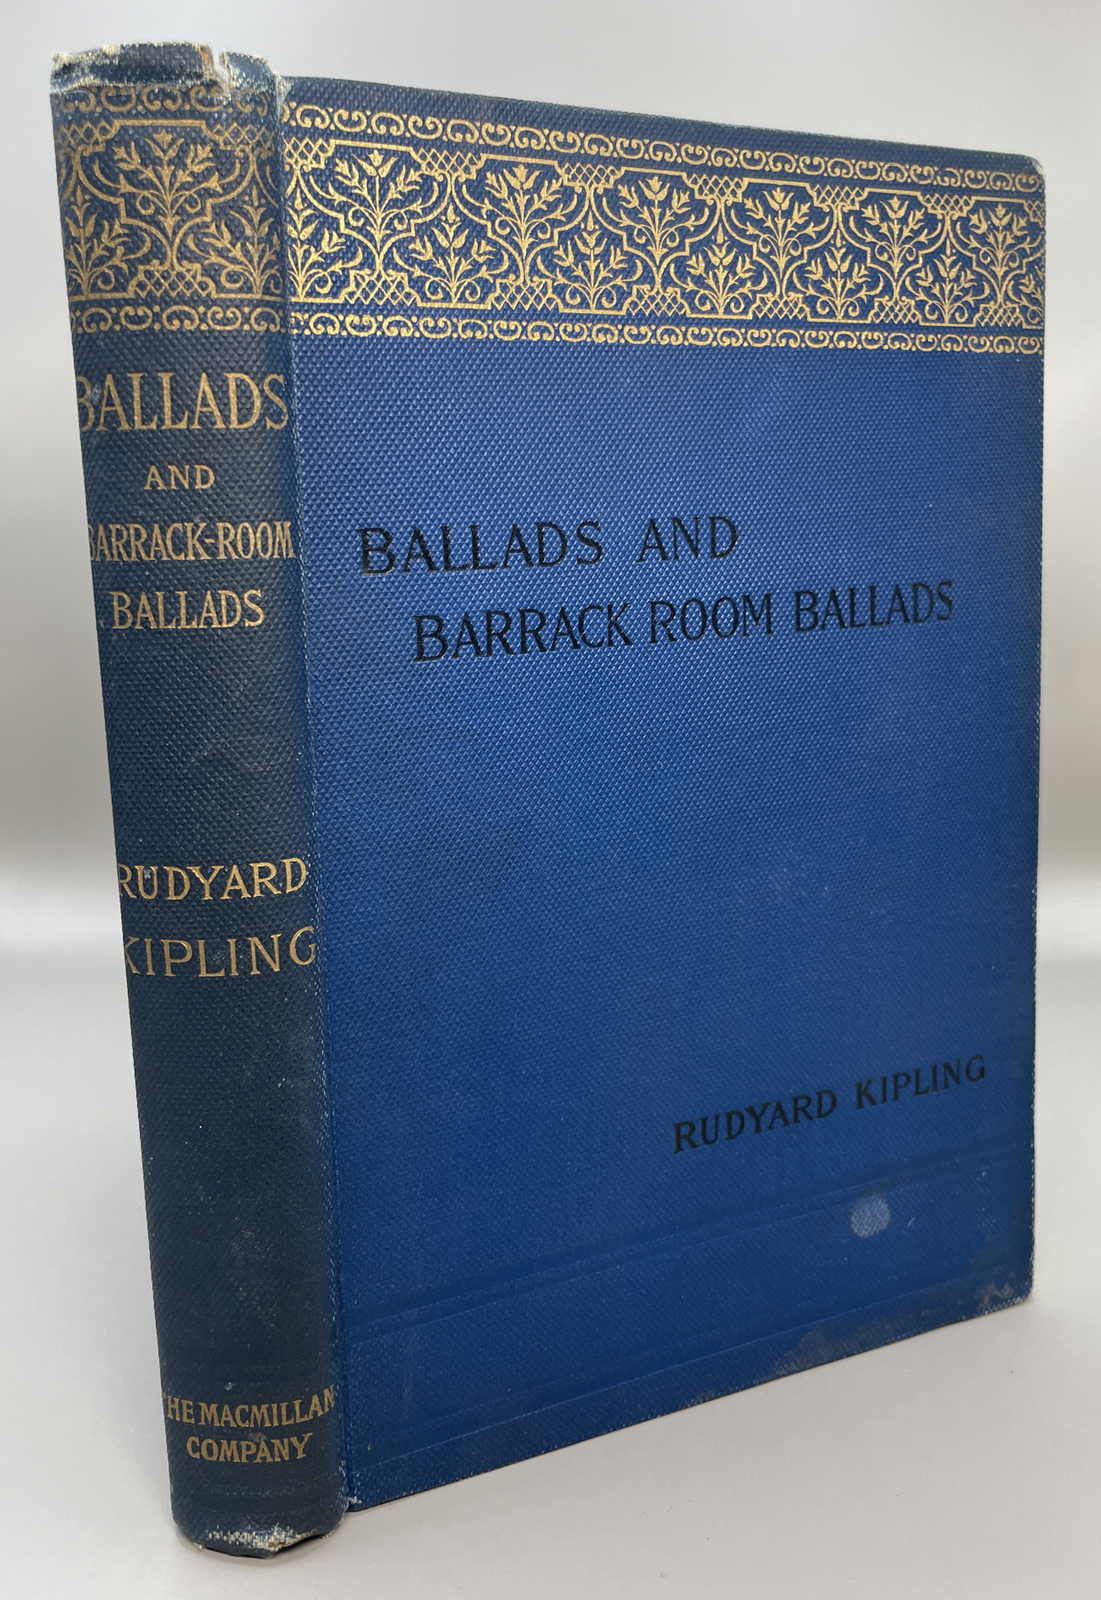 BALLADS
AND
BARRACK-ROOM
BALLADS
RUDYARD
KIPLING
THE MACMILLAN
COMPANY
BALLADS AND
BARRACK ROOM BALLADS
RUDYARD KIPLING